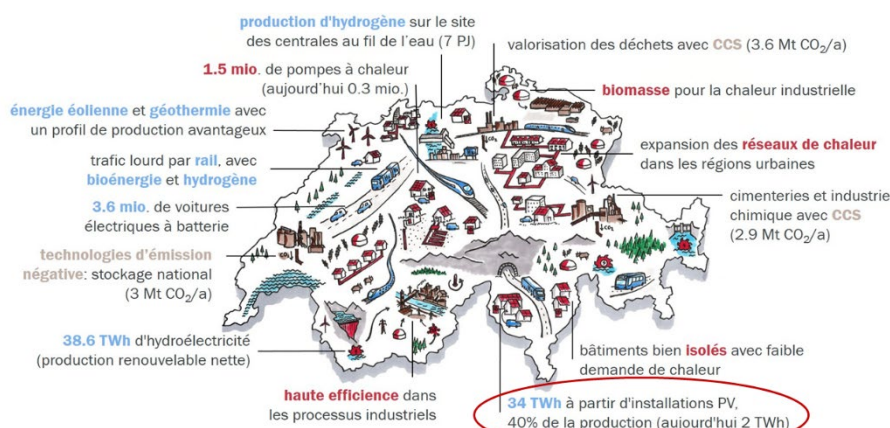 production d'hydrogène sur le site
des centrales au fil de l'eau (7 PJ)
valorisation des déchets avec CCS (3.6 Mt CO₂/a)
1.5 mio. de pompes à chaleur
(aujourd'hui 0.3 mio.)
biomasse pour la chaleur industrielle
énergie éolienne et géothermie avec
un profil de production avantageux
trafic lourd par rail, avec
bioénergie et hydrogène
expansion des réseaux de chaleur
dans les régions urbaines
3.6 mio. de voitures
électriques à batterie
cimenteries et industrie
chimique avec CCS
(2.9 Mt CO₂/a)
technologies d'émission
négative: stockage national
(3 Mt CO₂/a)
38.6 TWh d'hydroélectricité
(production renouvelable nette)
bâtiments bien isolés avec faible
demande de chaleur
haute efficience dans
les processus industriels
34 TWh à partir d'installations PV,
40% de la production (aujourd'hui 2 TWh)